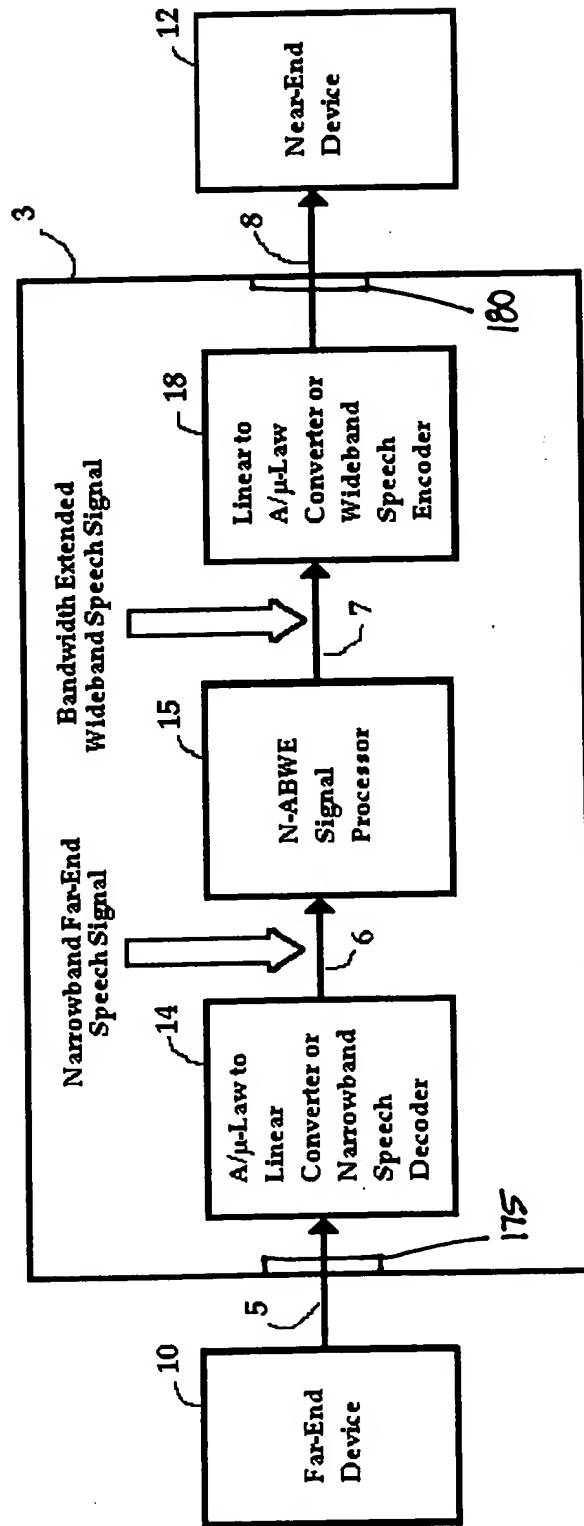 3
Narrowband Far-End
Speech Signal
Bandwidth Extended
Wideband Speech Signal
10
Far-End
Device
5
175
14
A/μ-Law to
Linear
Converter or
Narrowband
Speech
Decoder
6
15
N-ABWE
Signal
Processor
7
18
Linear to
A/μ-Law
Converter or
Wideband
Speech
Encoder
180
8
12
Near-End
Device